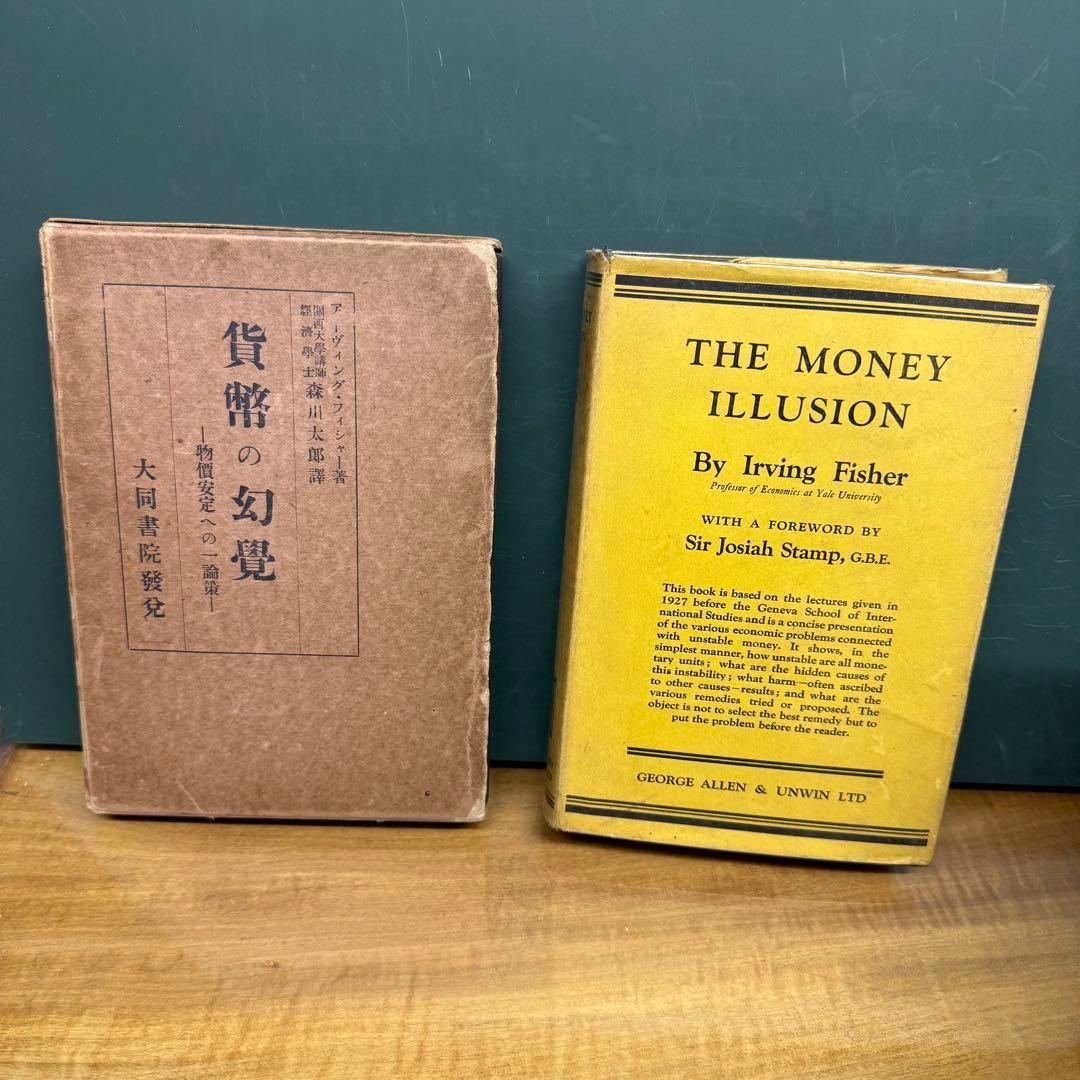 アーヴィング・フィシャー著
關西大學講師
經濟學士
森川太郎譯
貨幣の幻覺
—物價安定への一論策—
大同書院發兌
THE MONEY
ILLUSION
By Irving Fisher
Professor of Economics at Yale University
WITH A FOREWORD BY
Sir Josiah Stamp, G.B.E.
This book is based on the lectures given in
1927 before the Geneva School of Inter-
national Studies and is a concise presentation
of the various economic problems connected
with unstable money. It shows, in the
simplest manner, how unstable are all mone-
tary units; what are the hidden causes of
this instability; what harm—often ascribed
to other causes—results; and what are the
various remedies tried or proposed. The
object is not to select the best remedy but to
put the problem before the reader.
GEORGE ALLEN & UNWIN LTD